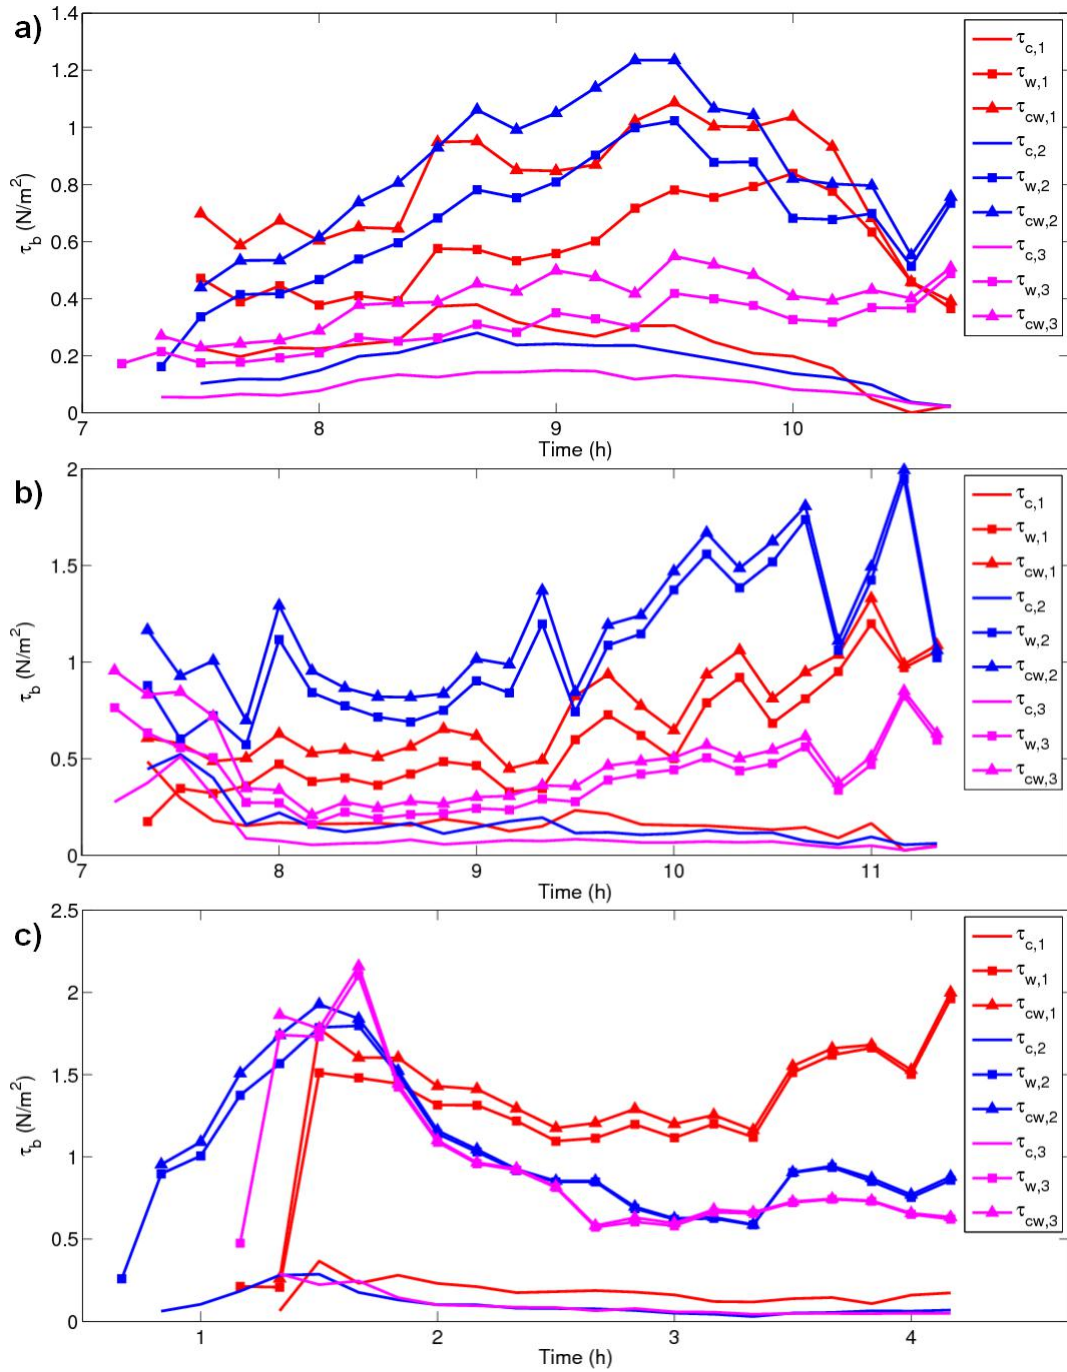 a)
1.4
1.2
1
0.8
0.6
0.4
0.2
0
τb (N/m2)
7 8 9 10
Time (h)
τc,1
τw,1
τcw,1
τc,2
τw,2
τcw,2
τc,3
τw,3
τcw,3
b)
2
1.5
1
0.5
0
τb (N/m2)
7 8 9 10 11
Time (h)
τc,1
τw,1
τcw,1
τc,2
τw,2
τcw,2
τc,3
τw,3
τcw,3
c)
2.5
2
1.5
1
0.5
0
τb (N/m2)
1 2 3 4
Time (h)
τc,1
τw,1
τcw,1
τc,2
τw,2
τcw,2
τc,3
τw,3
τcw,3